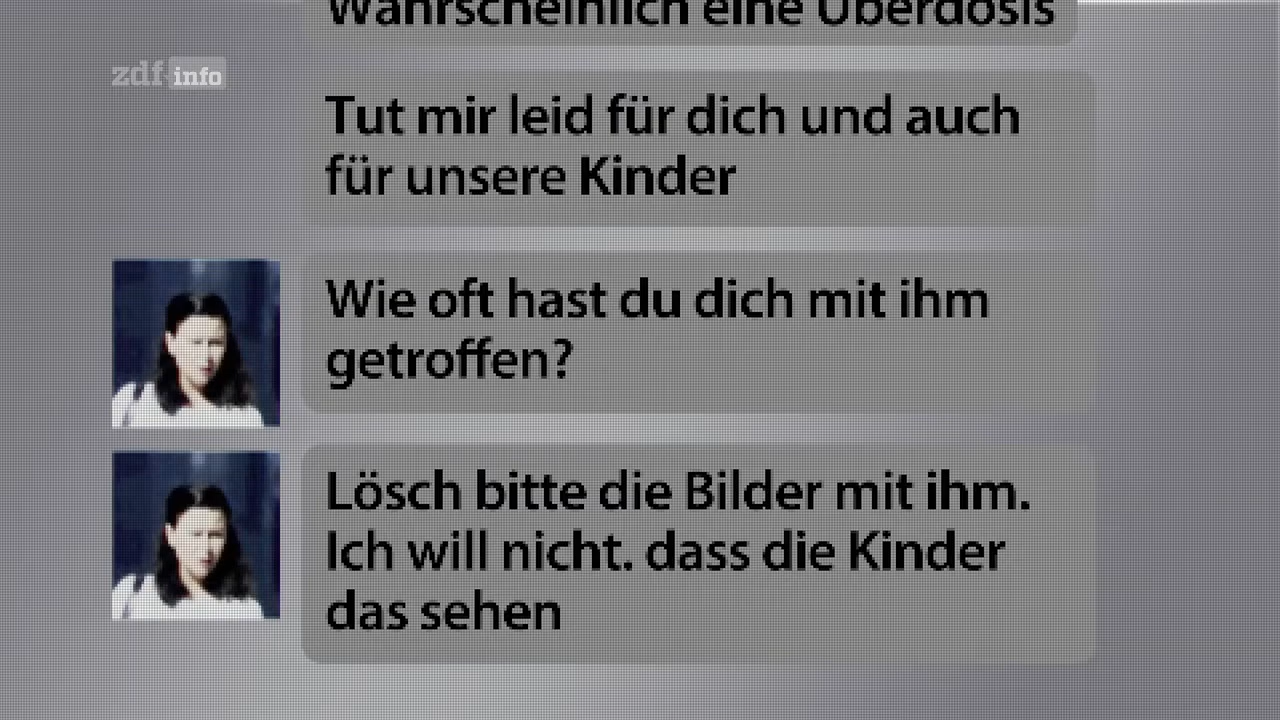 Wahrscheinlich eine Überdosis
zdf info
Tut mir leid für dich und auch
für unsere Kinder
Wie oft hast du dich mit ihm
getroffen?
Lösch bitte die Bilder mit ihm.
Ich will nicht. dass die Kinder
das sehen